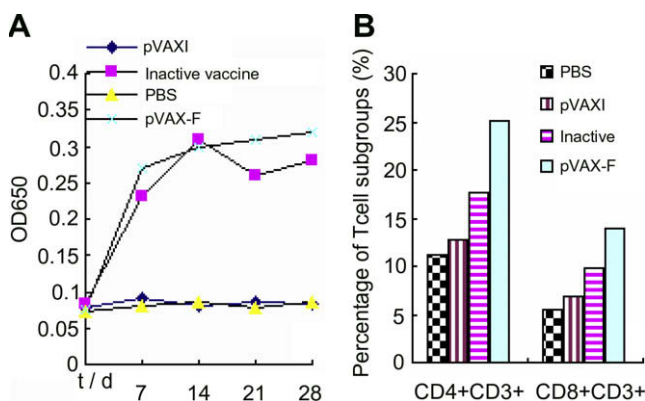 A
pVAXI
Inactive vaccine
PBS
pVAX-F
0.4
0.35
0.3
0.25
0.2
0.15
0.1
0.05
0
OD650
t / d
7
14
21
28
B
PBS
pVAXI
Inactive
pVAX-F
30
25
20
15
10
5
0
Percentage of Tcell subgroups (%)
CD4+CD3+
CD8+CD3+